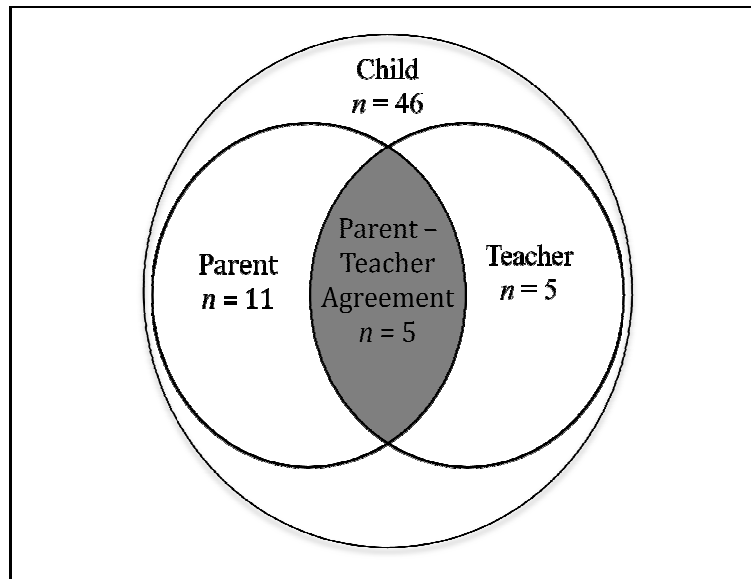 Child
n = 46
Parent
n = 11
Parent –
Teacher
Agreement
n = 5
Teacher
n = 5